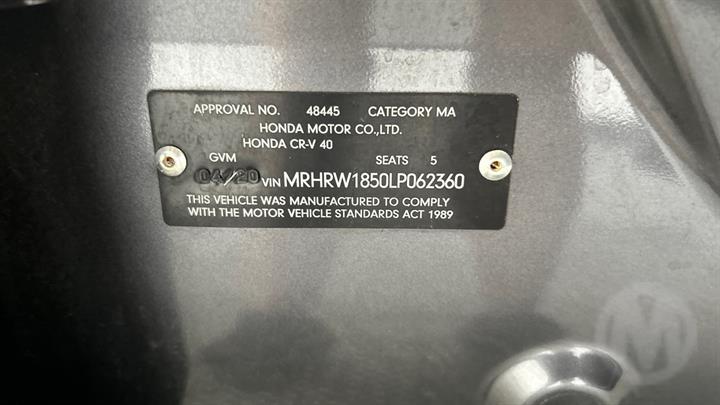 APPROVAL NO. 48445 CATEGORY MA
HONDA MOTOR CO.,LTD.
HONDA CR-V 40
GVM SEATS 5
04/20 VIN MRHRW1850LP062360
THIS VEHICLE WAS MANUFACTURED TO COMPLY
WITH THE MOTOR VEHICLE STANDARDS ACT 1989
M